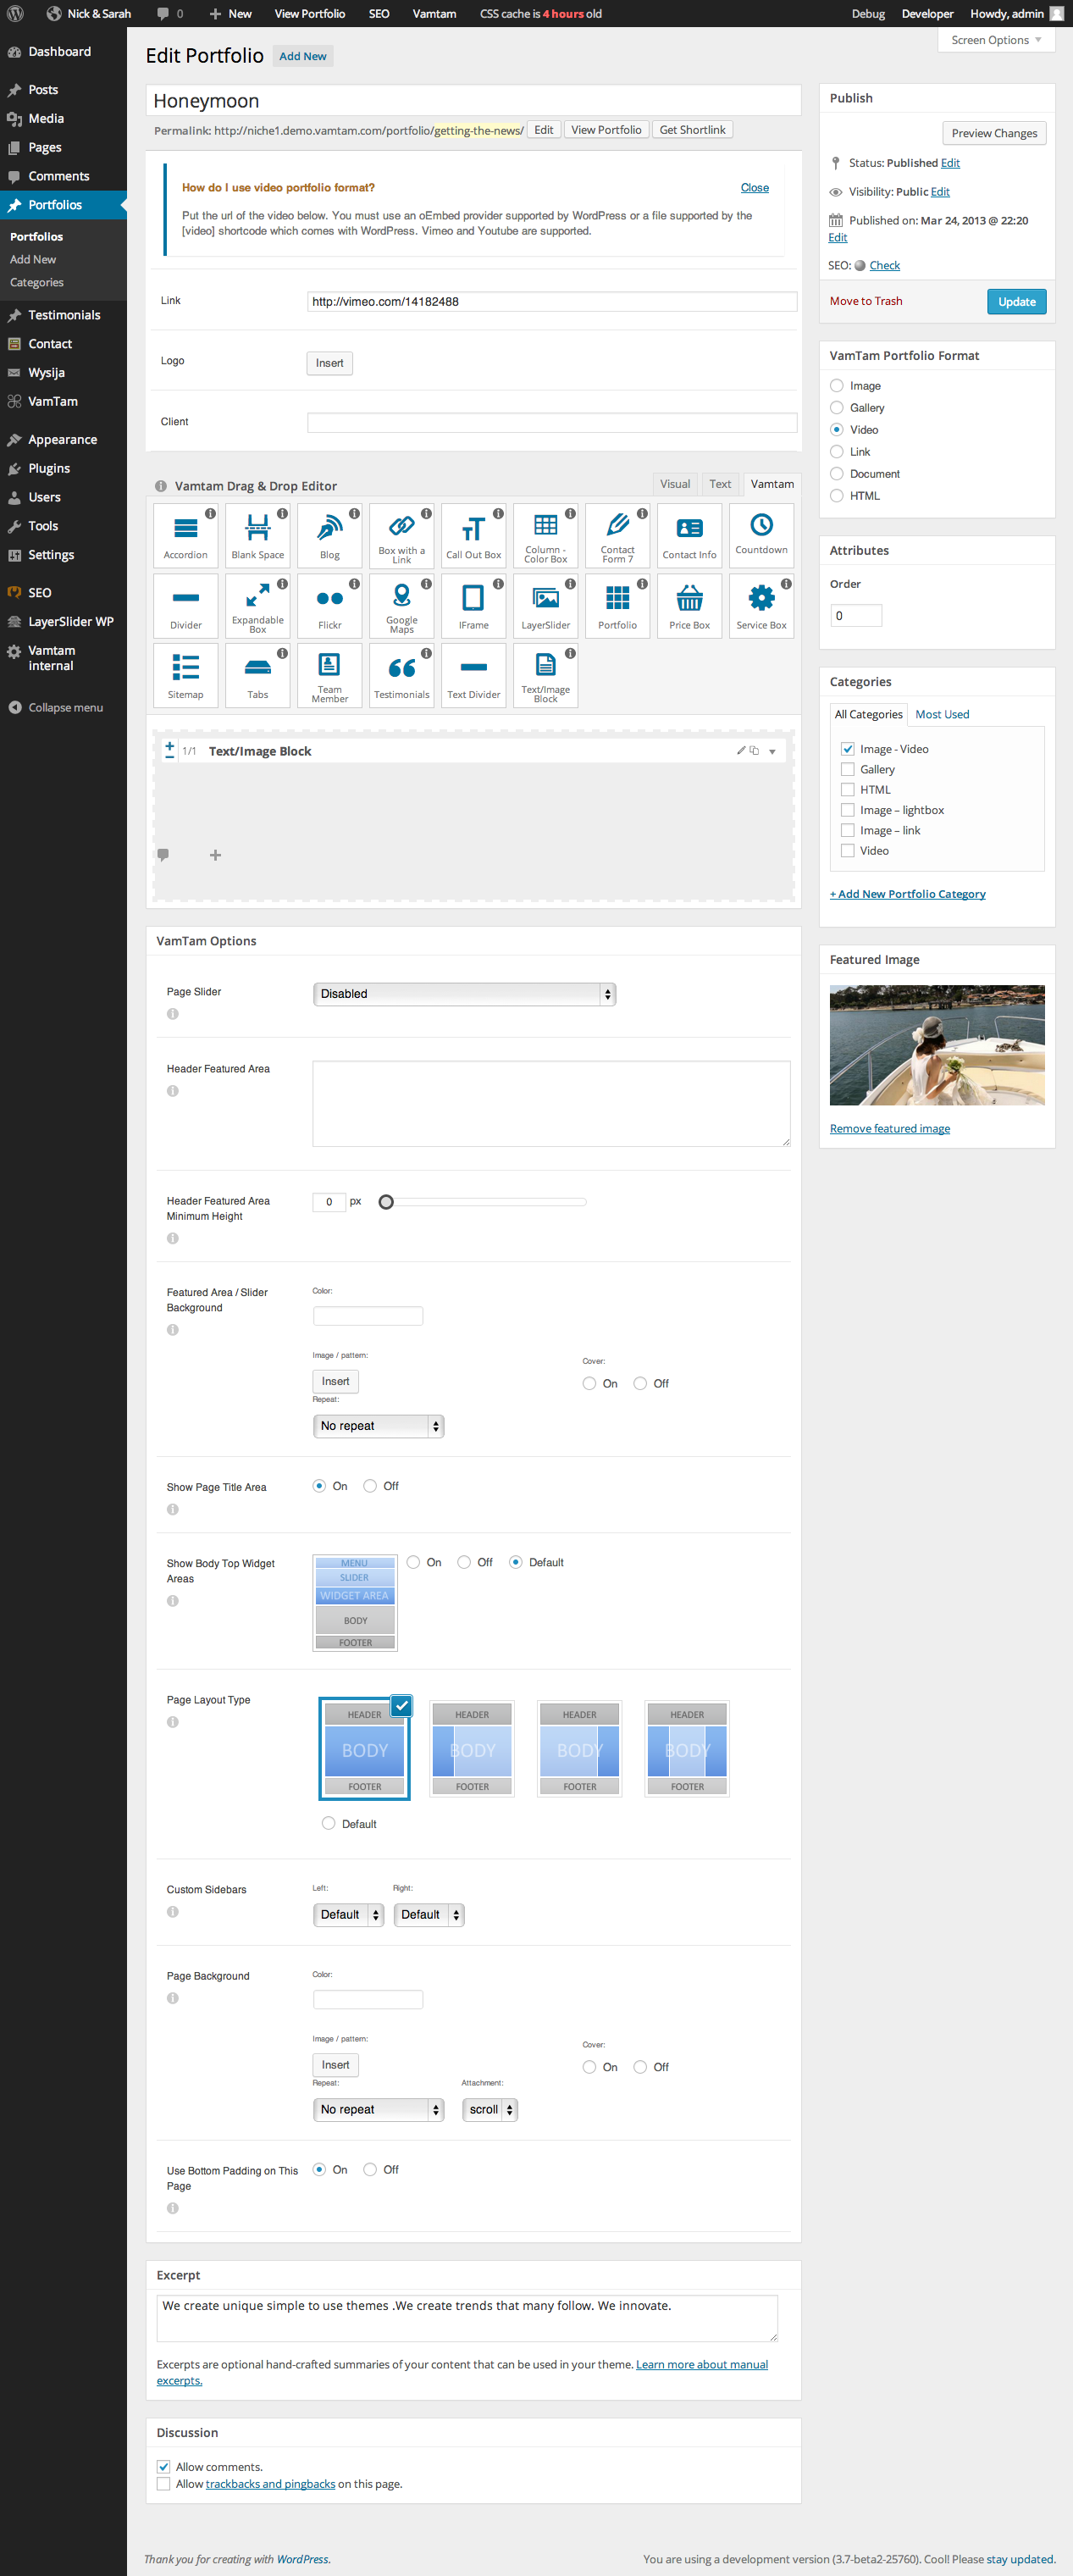 Nick & Sarah 0 New View Portfolio SEO Vamtam CSS cache is 4 hours old Debug Developer Howdy, admin
Screen Options
Dashboard
Posts
Media
Pages
Comments
Portfolios
Portfolios
Add New
Categories
Testimonials
Contact
Wysija
VamTam
Appearance
Plugins
Users
Tools
Settings
SEO
LayerSlider WP
Vamtam
internal
Collapse menu
Edit Portfolio Add New
Honeymoon
Permalink: http://niche1.demo.vamtam.com/portfolio/getting-the-news/ Edit View Portfolio Get Shortlink
How do I use video portfolio format? Close
Put the url of the video below. You must use an oEmbed provider supported by WordPress or a file supported by the
[video] shortcode which comes with WordPress. Vimeo and Youtube are supported.
Link http://vimeo.com/14182488
Logo Insert
Client
Vamtam Drag & Drop Editor Visual Text Vamtam
Accordion Blank Space Blog Box with a Link Call Out Box Column - Color Box Contact Form 7 Contact Info Countdown
Divider Expandable Box Flickr Google Maps IFrame LayerSlider Portfolio Price Box Service Box
Sitemap Tabs Team Member Testimonials Text Divider Text/Image Block
1/1 Text/Image Block
VamTam Options
Page Slider Disabled
Header Featured Area
Header Featured Area
Minimum Height
0 px
Featured Area / Slider
Background
Color:
Image / pattern:
Insert
Cover:
On Off
Repeat:
No repeat
Show Page Title Area On Off
Show Body Top Widget
Areas
MENU
SLIDER
WIDGET AREA
BODY
FOOTER
On Off Default
Page Layout Type
HEADER HEADER HEADER HEADER
BODY BODY BODY BODY
FOOTER FOOTER FOOTER FOOTER
Default
Custom Sidebars
Left: Right:
Default Default
Page Background
Color:
Image / pattern:
Insert
Cover:
On Off
Repeat: Attachment:
No repeat scroll
Use Bottom Padding on This
Page
On Off
Excerpt
We create unique simple to use themes .We create trends that many follow. We innovate.
Excerpts are optional hand-crafted summaries of your content that can be used in your theme. Learn more about manual
excerpts.
Discussion
Allow comments.
Allow trackbacks and pingbacks on this page.
Publish
Preview Changes
Status: Published Edit
Visibility: Public Edit
Published on: Mar 24, 2013 @ 22:20
Edit
SEO: Check
Move to Trash Update
VamTam Portfolio Format
Image
Gallery
Video
Link
Document
HTML
Attributes
Order
0
Categories
All Categories Most Used
Image - Video
Gallery
HTML
Image – lightbox
Image – link
Video
+ Add New Portfolio Category
Featured Image
Remove featured image
Thank you for creating with WordPress. You are using a development version (3.7-beta2-25760). Cool! Please stay updated.